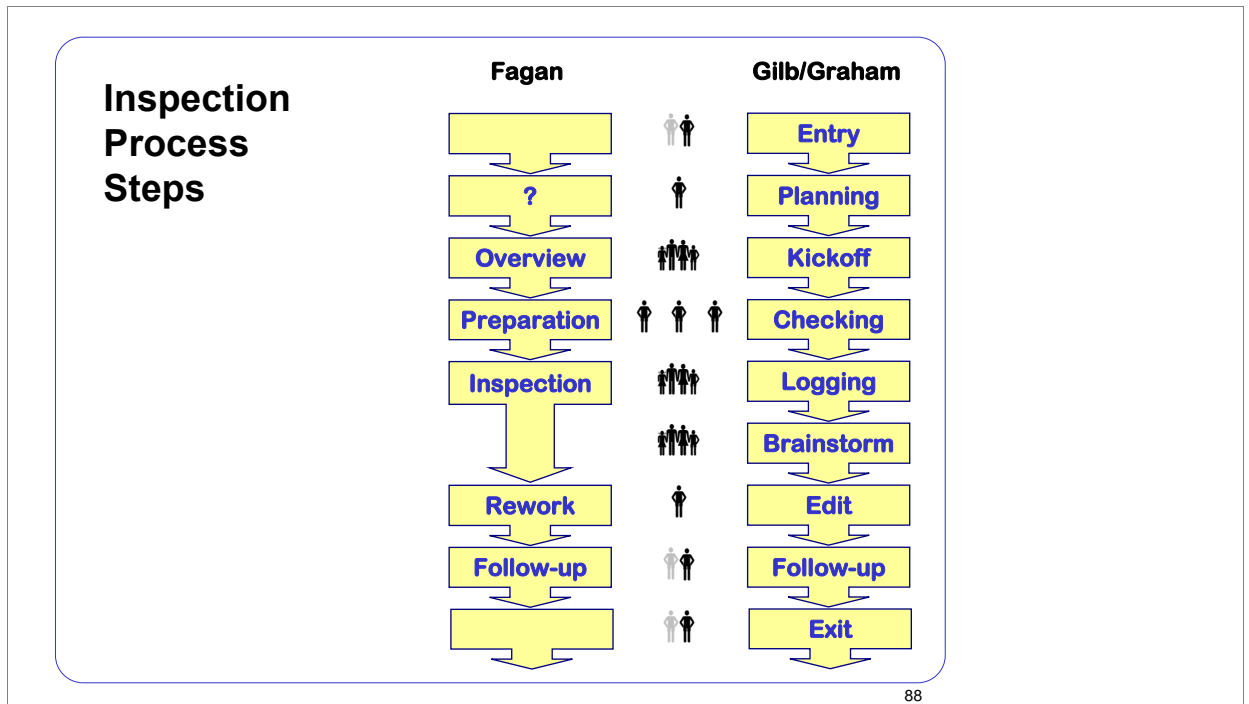 Inspection
Process
Steps
Fagan
Gilb/Graham
Entry
?
Planning
Overview
Kickoff
Preparation
Checking
Inspection
Logging
Brainstorm
Rework
Edit
Follow-up
Follow-up
Exit
88